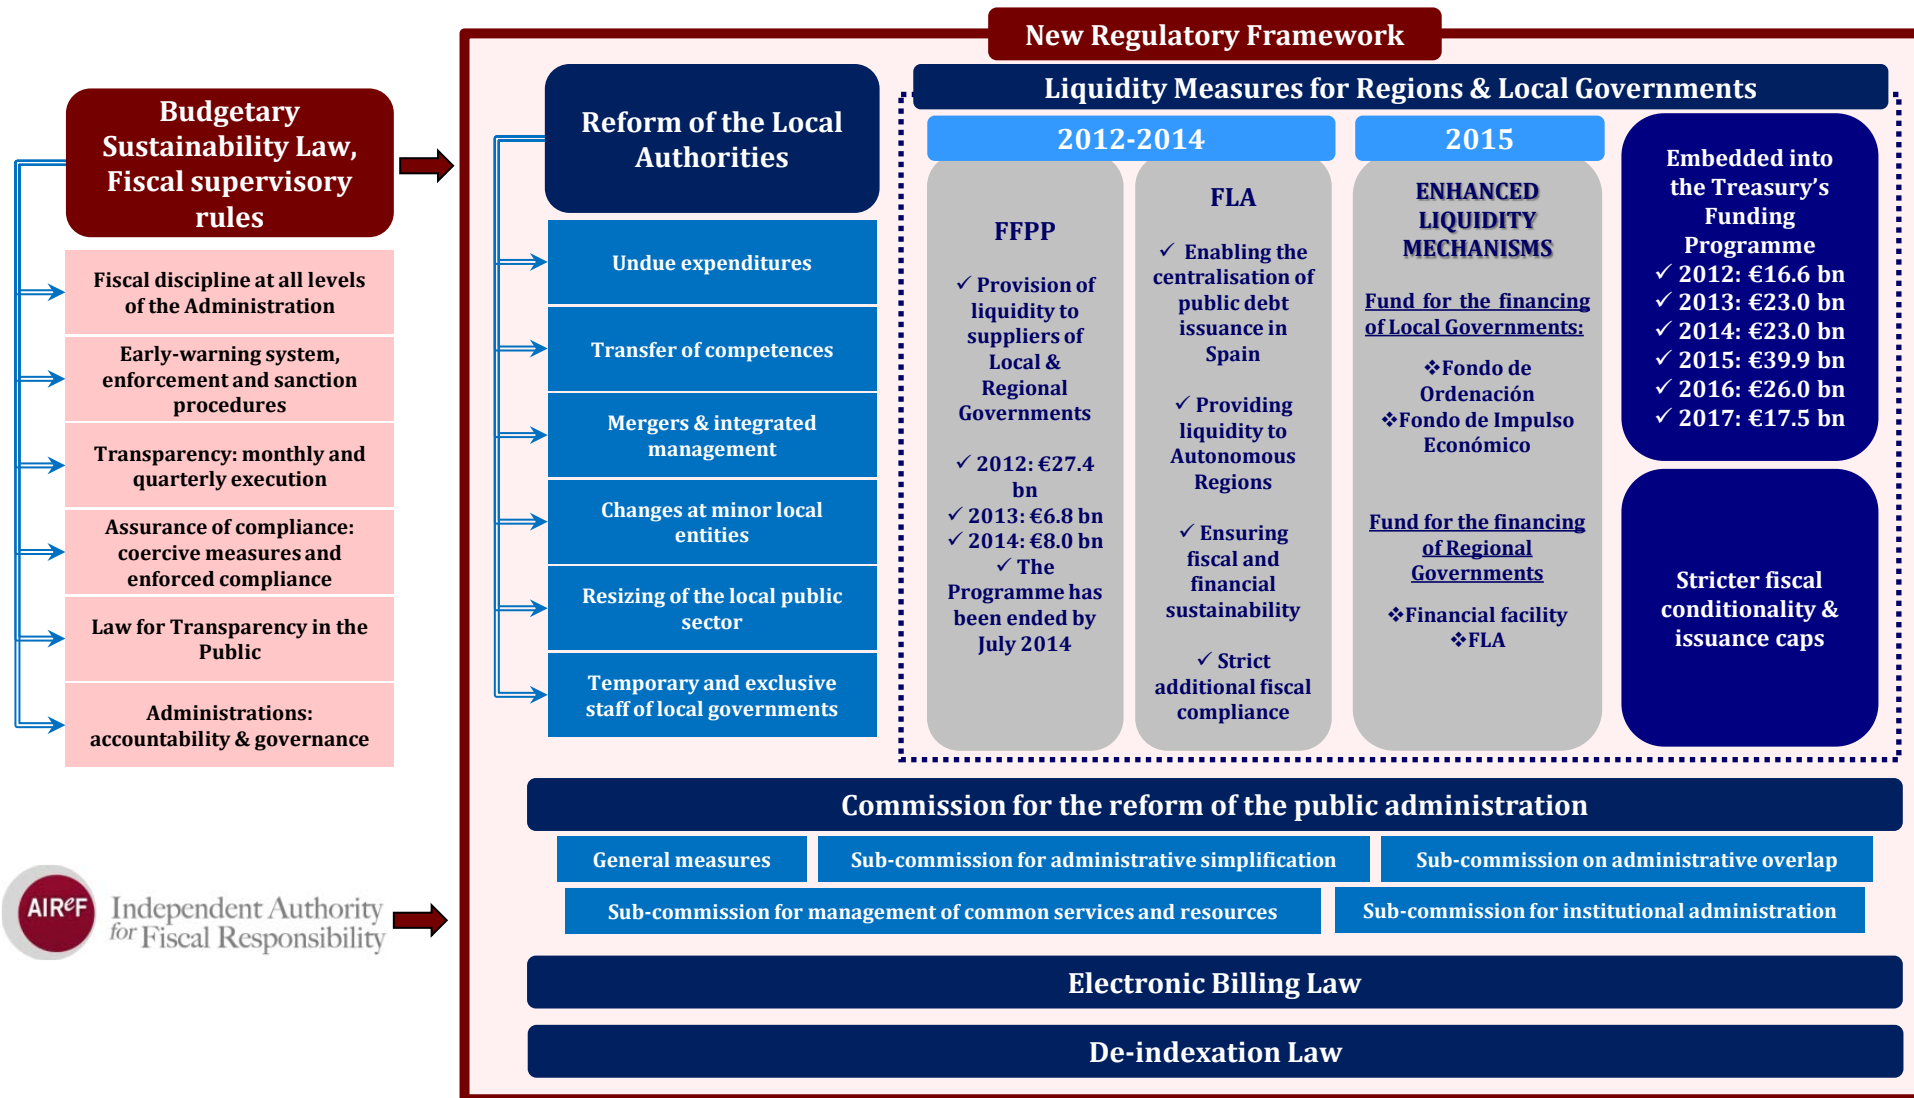 New Regulatory Framework
Budgetary
Sustainability Law,
Fiscal supervisory
rules
Fiscal discipline at all levels
of the Administration
Early-warning system,
enforcement and sanction
procedures
Transparency: monthly and
quarterly execution
Assurance of compliance:
coercive measures and
enforced compliance
Law for Transparency in the
Public
Administrations:
accountability & governance
AIReF
Independent Authority
for Fiscal Responsibility
Reform of the Local
Authorities
Undue expenditures
Transfer of competences
Mergers & integrated
management
Changes at minor local
entities
Resizing of the local public
sector
Temporary and exclusive
staff of local governments
Liquidity Measures for Regions & Local Governments
2012-2014
FFPP
✓ Provision of
liquidity to
suppliers of
Local &
Regional
Governments
✓ 2012: €27.4
bn
✓ 2013: €6.8 bn
✓ 2014: €8.0 bn
✓ The
Programme has
been ended by
July 2014
FLA
✓ Enabling the
centralisation of
public debt
issuance in
Spain
✓ Providing
liquidity to
Autonomous
Regions
✓ Ensuring
fiscal and
financial
sustainability
✓ Strict
additional fiscal
compliance
2015
ENHANCED
LIQUIDITY
MECHANISMS
Fund for the financing
of Local Governments:
❖Fondo de
Ordenación
❖Fondo de Impulso
Económico
Fund for the financing
of Regional
Governments
❖Financial facility
❖FLA
Embedded into
the Treasury’s
Funding
Programme
✓ 2012: €16.6 bn
✓ 2013: €23.0 bn
✓ 2014: €23.0 bn
✓ 2015: €39.9 bn
✓ 2016: €26.0 bn
✓ 2017: €17.5 bn
Stricter fiscal
conditionality &
issuance caps
Commission for the reform of the public administration
General measures
Sub-commission for administrative simplification
Sub-commission on administrative overlap
Sub-commission for management of common services and resources
Sub-commission for institutional administration
Electronic Billing Law
De-indexation Law